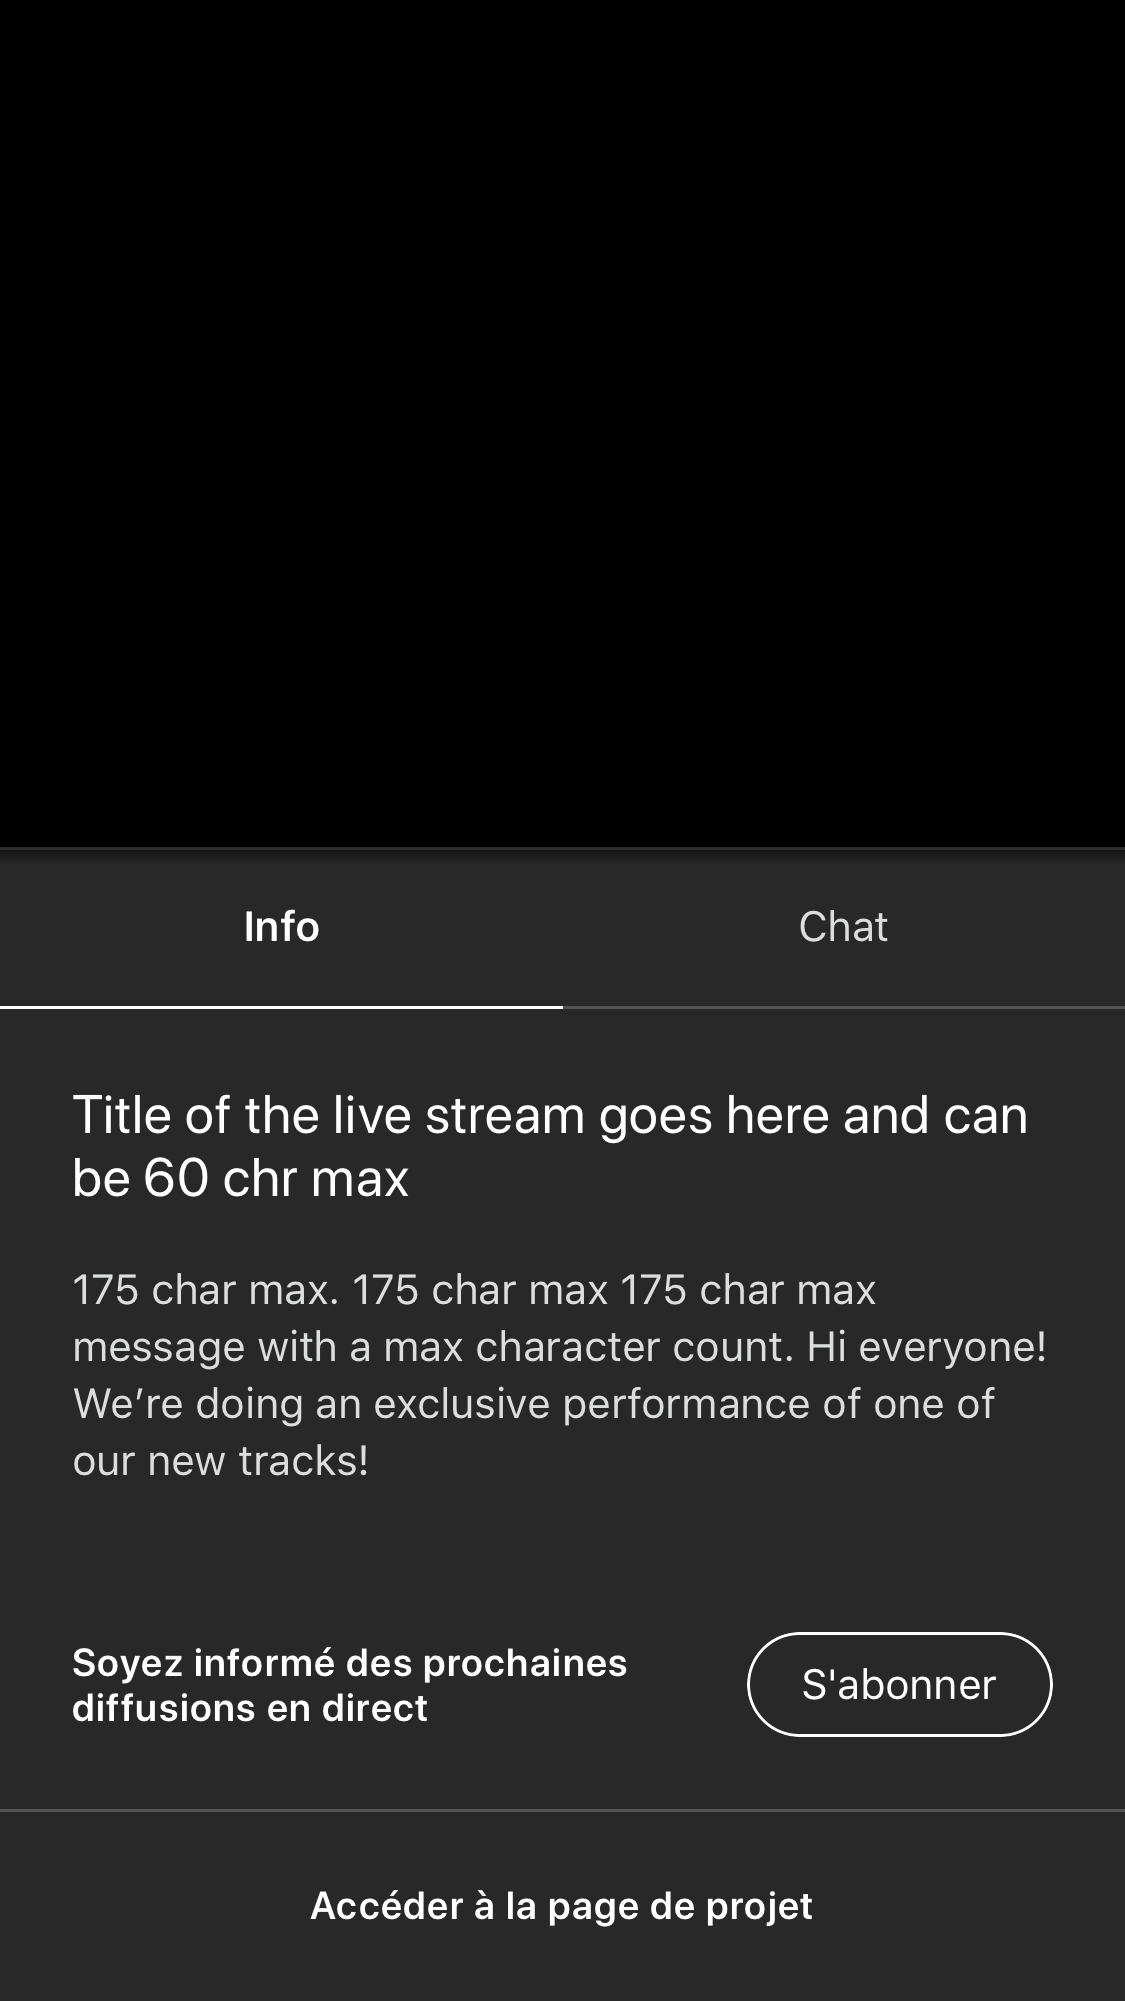 Info
Chat
Title of the live stream goes here and can
be 60 chr max
175 char max. 175 char max 175 char max
message with a max character count. Hi everyone!
We’re doing an exclusive performance of one of
our new tracks!
Soyez informé des prochaines
diffusions en direct
S'abonner
Accéder à la page de projet